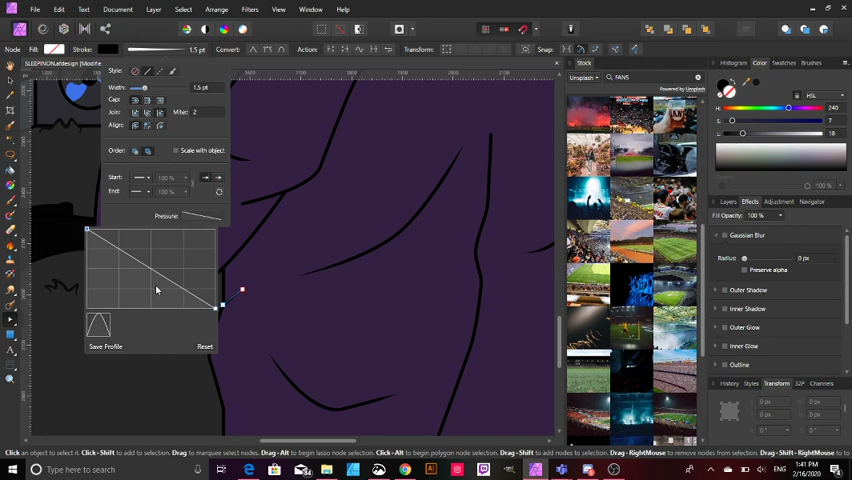 File Edit Text Document Layer Select Arrange Filters View Window Help
Node Fill: Stroke: 1.5 pt Convert: Action: Transform: Snap:
SLEEPINON.afdesign [Modified
Style:
Width: 1.5 pt
Cap:
Join: Miter: 2
Align:
Order: Scale with object
Start: 100 %
End: 100 %
Pressure:
Save Profile Reset
Stock
Unsplash FANS
Powered by Unsplash
Histogram Color Swatches Brushes
HSL
H: 240
S: 7
L: 18
Opacity: 100 %
Layers Effects Adjustment Navigator
Fill Opacity: 100 %
Gaussian Blur
Radius: 0 px
Preserve alpha
Outer Shadow
Inner Shadow
Outer Glow
Inner Glow
Outline
History Styles Transform 32P Channels
X: 0 px W: 0 px
Y: 0 px H: 0 px
R: 0 ° S: 0 °
Click an object to select it. Click+Shift to add to selection. Drag to marquee select nodes. Drag+Alt to begin lasso node selection. Click+Alt to begin polygon node selection. Drag+Shift to add nodes to selection. Drag+RightMouse to remove nodes from selection.
Type here to search
ENG
1:41 PM
2/16/2020